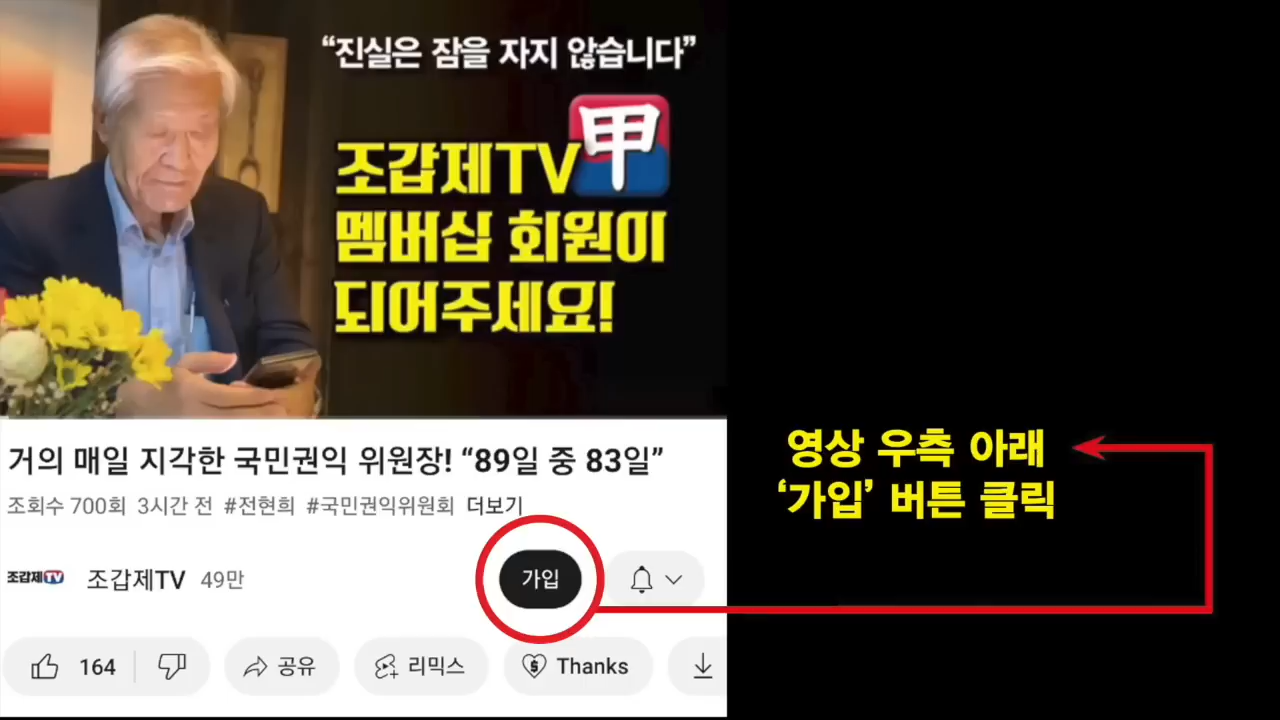 “진실은 잠을 자지 않습니다”
甲
조갑제TV
멤버십 회원이
되어주세요!
거의 매일 지각한 국민권익 위원장! “89일 중 83일”
조회수 700회 3시간 전 #전현희 #국민권익위원회 더보기
조갑제TV 조갑제TV 49만 가입
164 공유 리믹스 Thanks
영상 우측 아래
‘가입’ 버튼 클릭